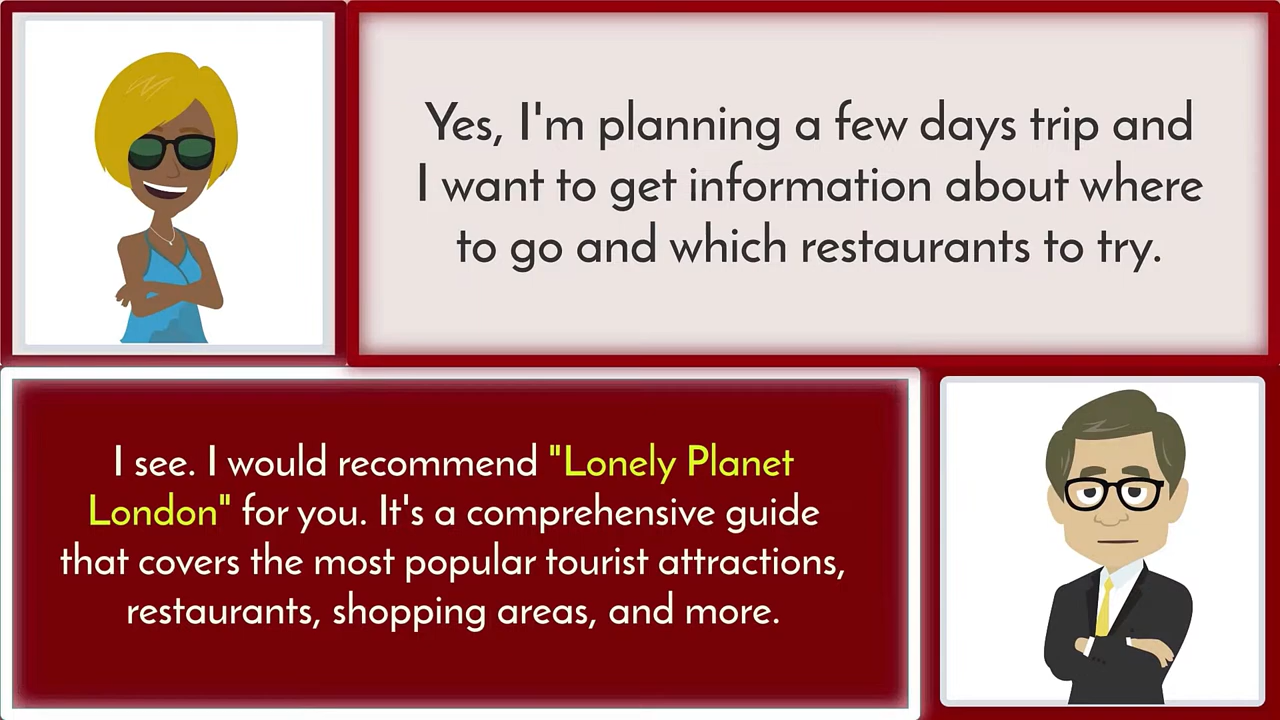 Yes, I'm planning a few days trip and
I want to get information about where
to go and which restaurants to try.
I see. I would recommend "Lonely Planet
London" for you. It's a comprehensive guide
that covers the most popular tourist attractions,
restaurants, shopping areas, and more.